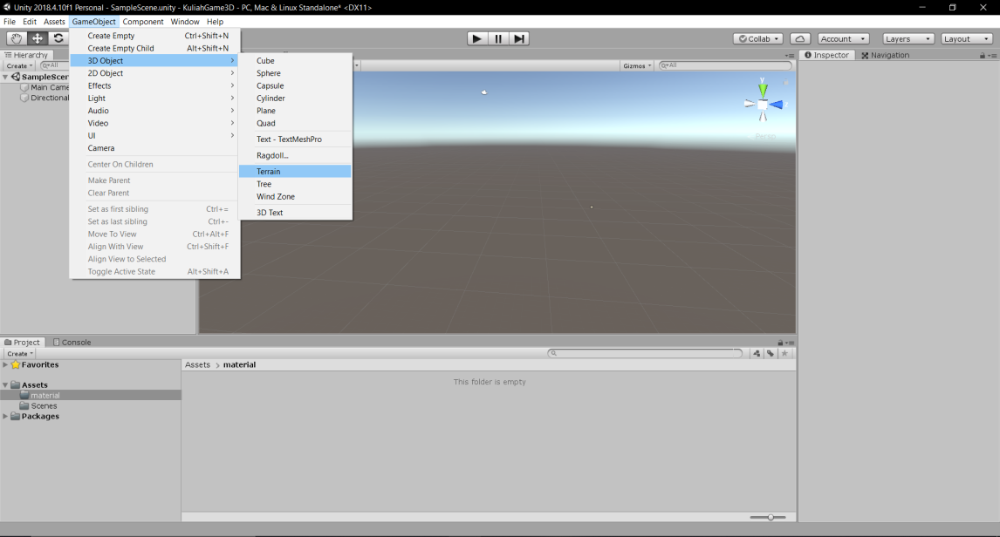 Unity 2018.4.10f1 Personal - SampleScene.unity - KuliahGame3D - PC, Mac & Linux Standalone* <DX11>
File Edit Assets GameObject Component Window Help
Collab Account Layers Layout
Hierarchy
Create All
SampleScen
Main Came
Directional
Create Empty Ctrl+Shift+N
Create Empty Child Alt+Shift+N
3D Object
2D Object
Effects
Light
Audio
Video
UI
Camera
Center On Children
Make Parent
Clear Parent
Set as first sibling Ctrl+=
Set as last sibling Ctrl+-
Move To View Ctrl+Alt+F
Align With View Ctrl+Shift+F
Align View to Selected
Toggle Active State Alt+Shift+A
Cube
Sphere
Capsule
Cylinder
Plane
Quad
Text - TextMeshPro
Ragdoll...
Terrain
Tree
Wind Zone
3D Text
Gizmos All
y
z
Persp
Inspector Navigation
Project Console
Create
Favorites
Assets
material
Scenes
Packages
Assets > material
This folder is empty